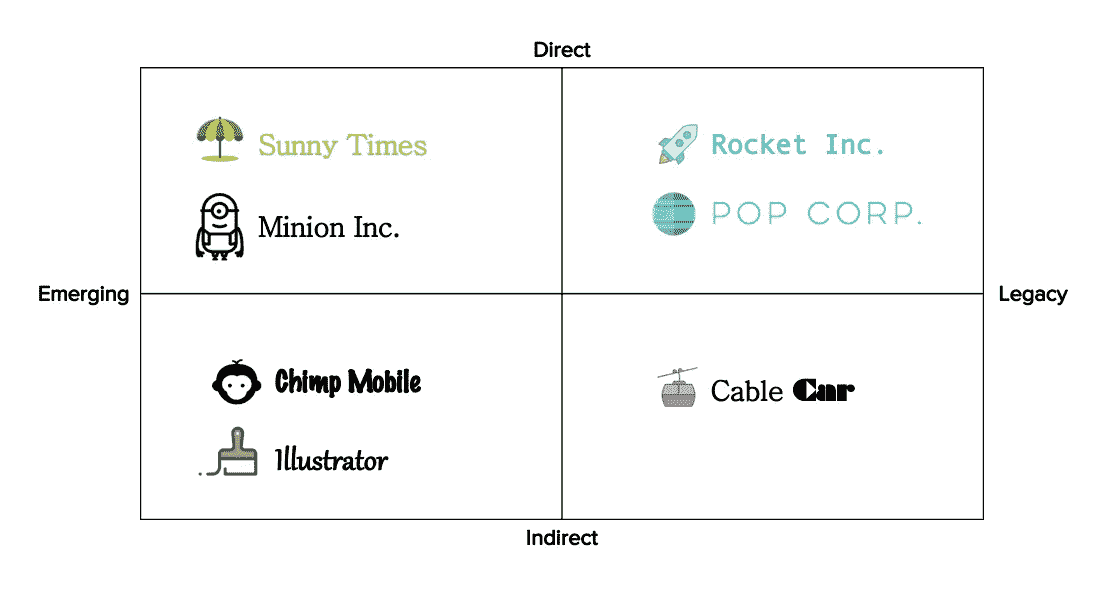 Direct
Sunny Times
Rocket Inc.
Minion Inc.
POP CORP.
Emerging
Legacy
Chimp Mobile
Cable Car
Illustrator
Indirect